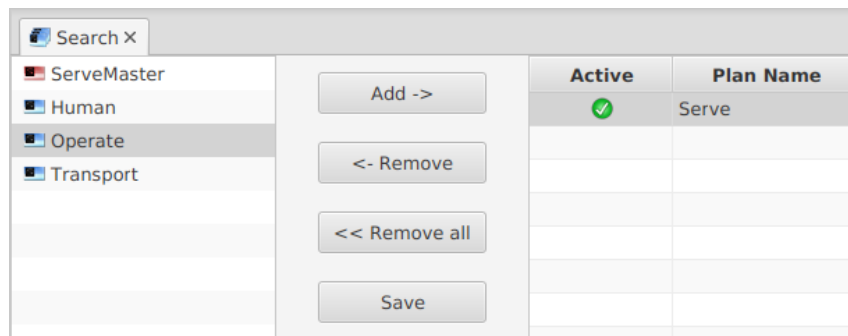 Search ×
ServeMaster
Human
Operate
Transport
Add ->
<- Remove
<< Remove all
Save
Active Plan Name
Serve